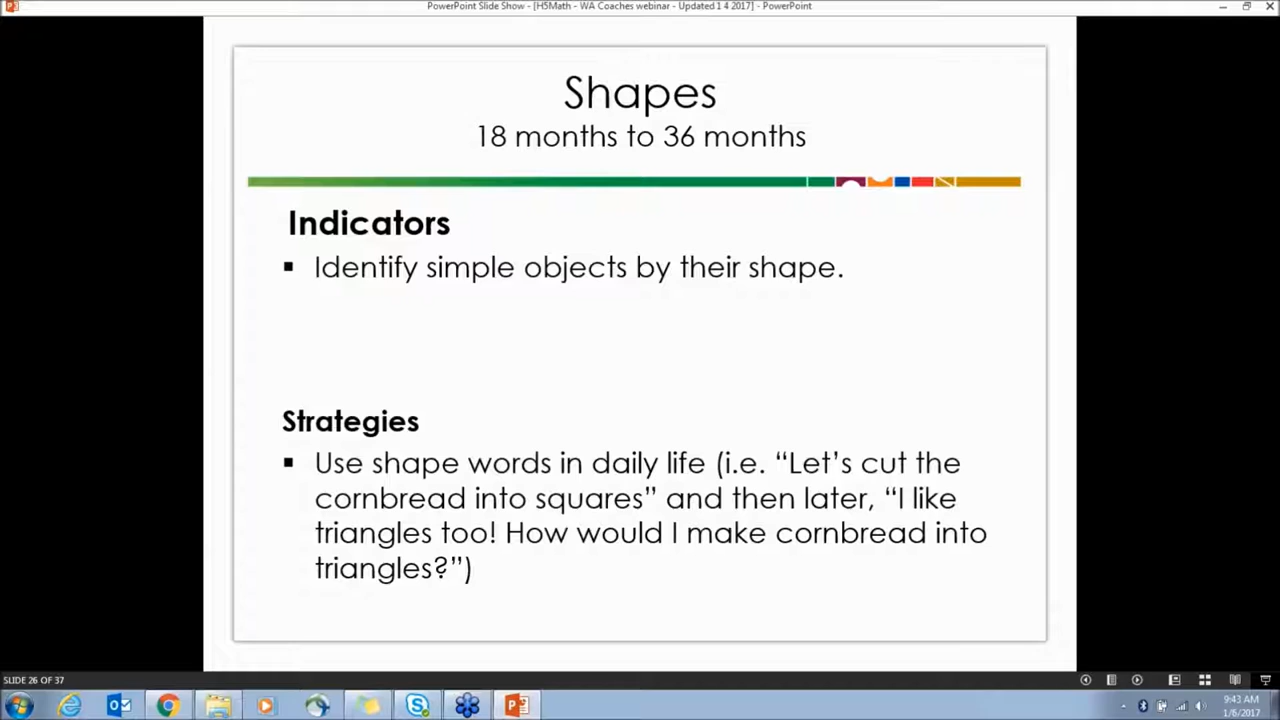 PowerPoint Slide Show - [H5Math - WA Coaches webinar - Updated 1 4 2017] - PowerPoint
Shapes
18 months to 36 months
Indicators
▪ Identify simple objects by their shape.
Strategies
▪ Use shape words in daily life (i.e. “Let’s cut the
cornbread into squares” and then later, “I like
triangles too! How would I make cornbread into
triangles?”)
SLIDE 26 OF 37
9:43 AM
1/6/2017